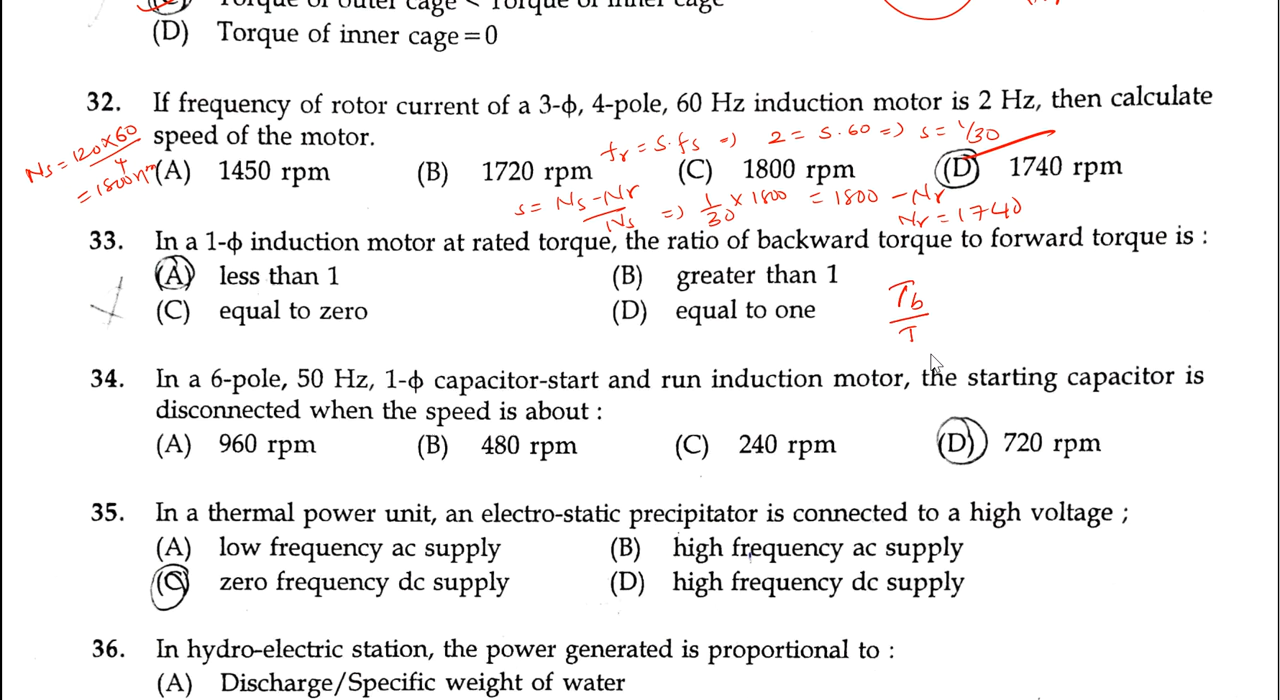 Torque of outer cage < Torque of inner cage
(D) Torque of inner cage = 0
32. If frequency of rotor current of a 3-ϕ, 4-pole, 60 Hz induction motor is 2 Hz, then calculate
speed of the motor.
fr = s.fs ⇒ 2 = s.60 ⇒ s = 1/30
Ns = 120×60/4
= 1800
(A) 1450 rpm (B) 1720 rpm (C) 1800 rpm (D) 1740 rpm
s = Ns-Nr/Ns ⇒ 1/30 × 1800 = 1800 - Nr
Nr = 1740
33. In a 1-ϕ induction motor at rated torque, the ratio of backward torque to forward torque is :
(A) less than 1 (B) greater than 1
(C) equal to zero (D) equal to one
Tb/T
34. In a 6-pole, 50 Hz, 1-ϕ capacitor-start and run induction motor, the starting capacitor is
disconnected when the speed is about :
(A) 960 rpm (B) 480 rpm (C) 240 rpm (D) 720 rpm
35. In a thermal power unit, an electro-static precipitator is connected to a high voltage ;
(A) low frequency ac supply (B) high frequency ac supply
(C) zero frequency dc supply (D) high frequency dc supply
36. In hydro-electric station, the power generated is proportional to :
(A) Discharge/Specific weight of water